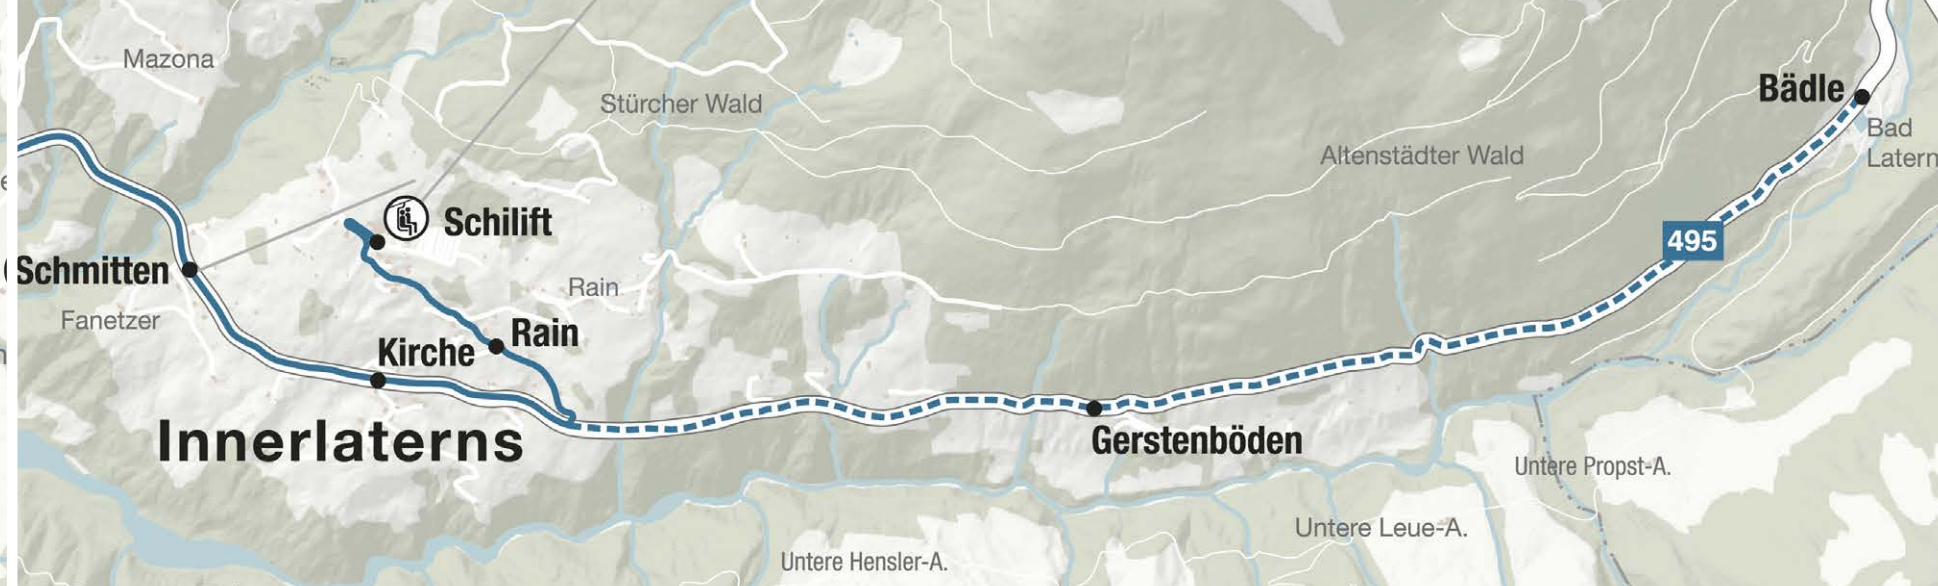 Mazona
Stürcher Wald
Bädle
Bad
Latern
Altenstädter Wald
Schilift
495
Schmitten
Rain
Fanetzer
Rain
Kirche
Innerlaterns
Gerstenböden
Untere Propst-A.
Untere Leue-A.
Untere Hensler-A.